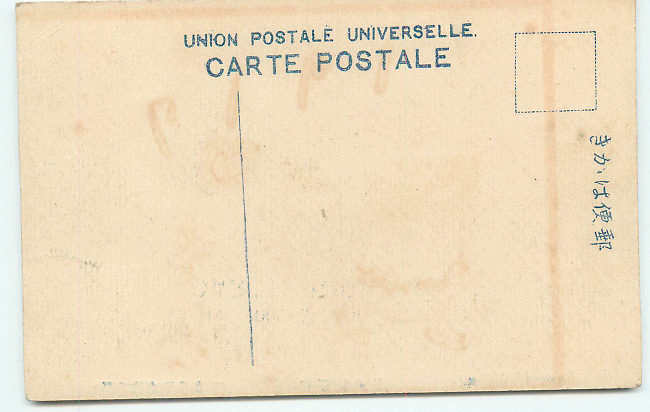 UNION POSTALE UNIVERSELLE.
CARTE POSTALE
郵便はかき